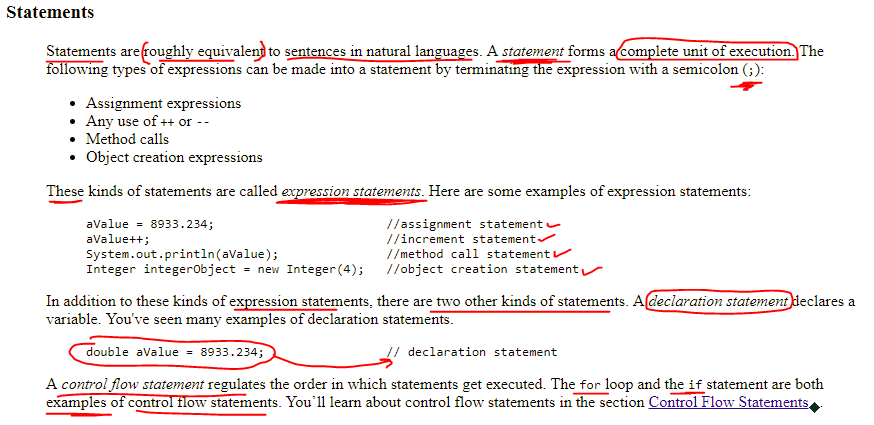 Statements
Statements are roughly equivalent to sentences in natural languages. A statement forms a complete unit of execution. The
following types of expressions can be made into a statement by terminating the expression with a semicolon (;):
• Assignment expressions
• Any use of ++ or --
• Method calls
• Object creation expressions
These kinds of statements are called expression statements. Here are some examples of expression statements:
aValue = 8933.234; //assignment statement
aValue++; //increment statement
System.out.println(aValue); //method call statement
Integer integerObject = new Integer(4); //object creation statement
In addition to these kinds of expression statements, there are two other kinds of statements. A declaration statement declares a
variable. You've seen many examples of declaration statements.
double aValue = 8933.234; // declaration statement
A control flow statement regulates the order in which statements get executed. The for loop and the if statement are both
examples of control flow statements. You'll learn about control flow statements in the section Control Flow Statements.